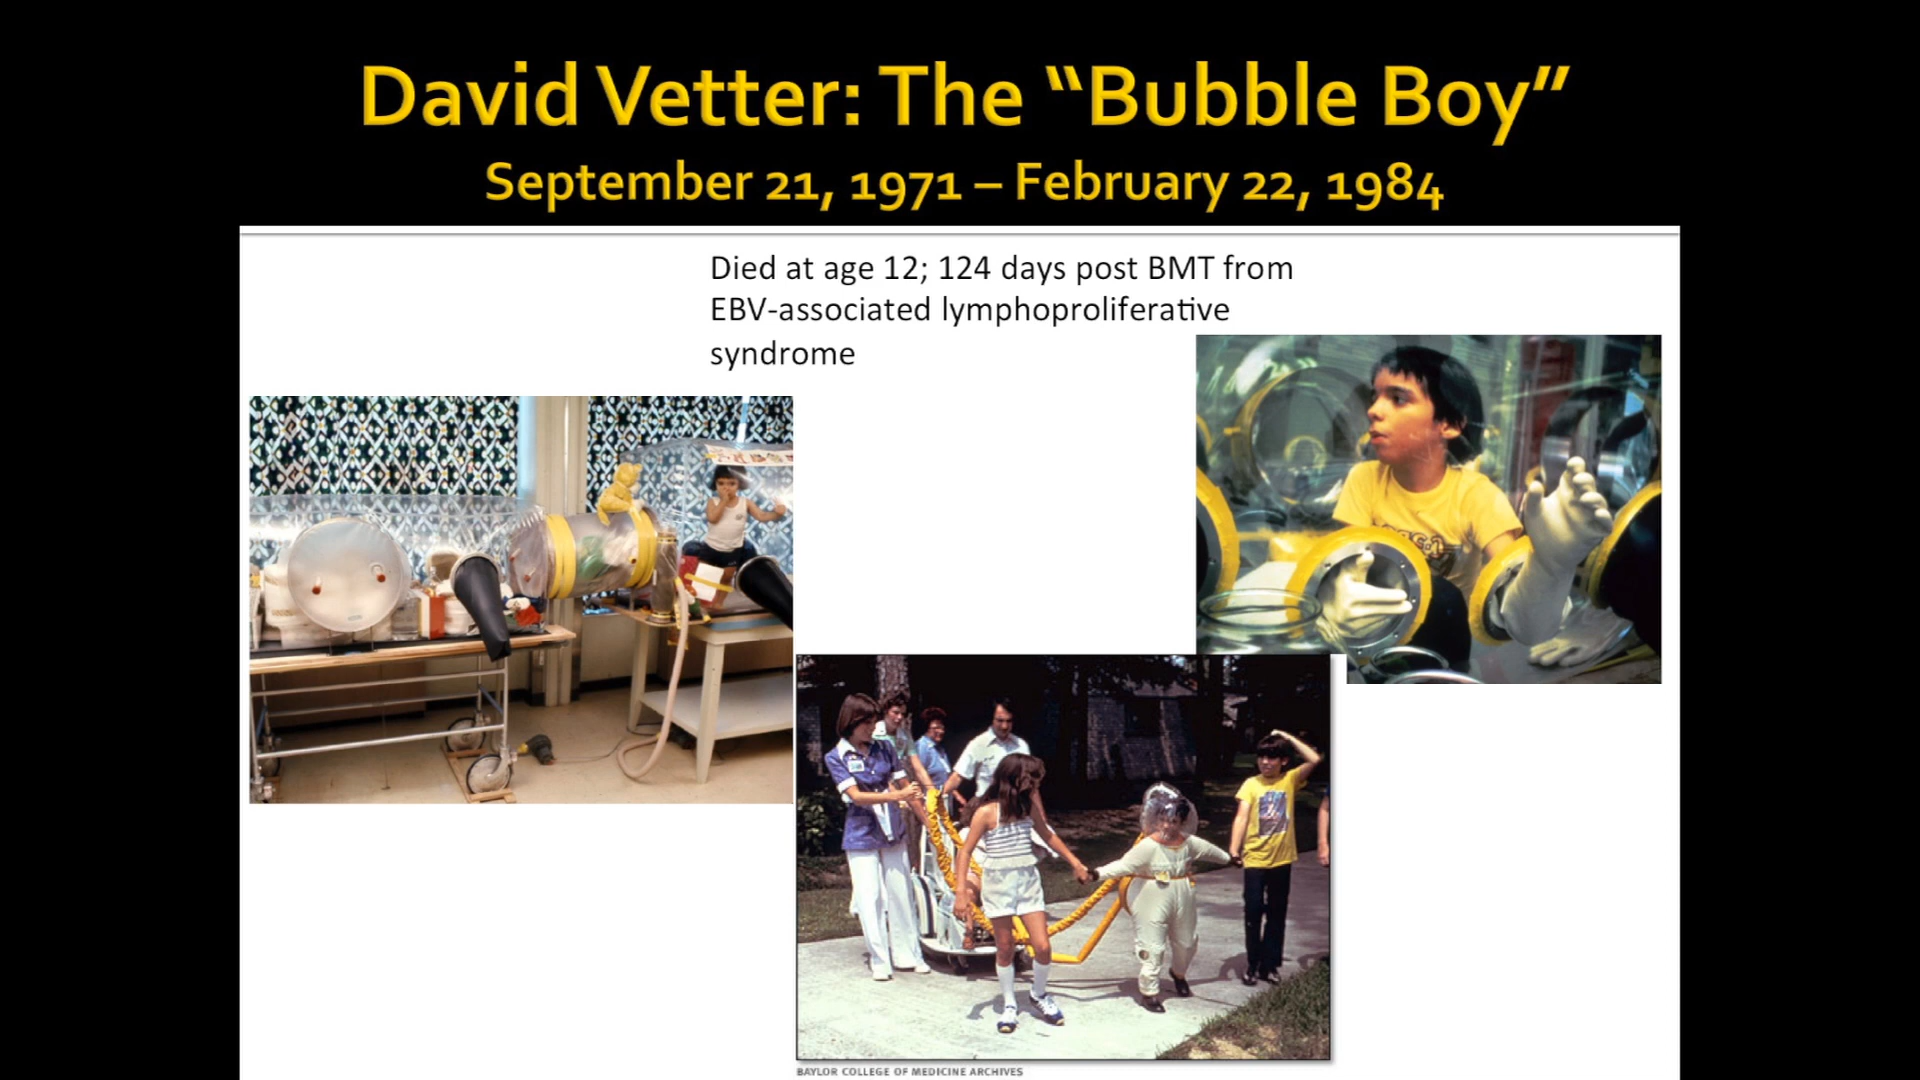 David Vetter: The “Bubble Boy”
September 21, 1971 – February 22, 1984
Died at age 12; 124 days post BMT from
EBV-associated lymphoproliferative
syndrome
BAYLOR COLLEGE OF MEDICINE ARCHIVES